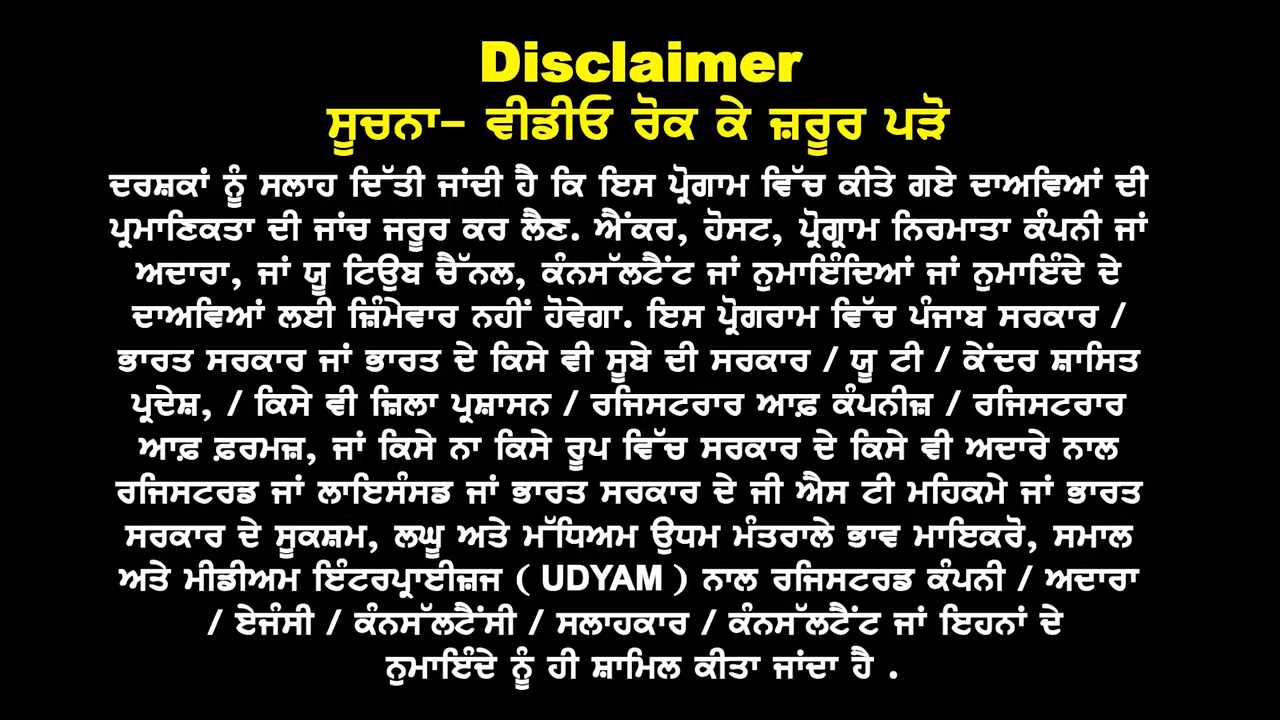 Disclaimer
ਸੂਚਨਾ- ਵੀਡੀਓ ਰੋਕ ਕੇ ਜ਼ਰੂਰ ਪੜੋ
ਦਰਸ਼ਕਾਂ ਨੂੰ ਸਲਾਹ ਦਿੱਤੀ ਜਾਂਦੀ ਹੈ ਕਿ ਇਸ ਪ੍ਰੋਗਾਮ ਵਿੱਚ ਕੀਤੇ ਗਏ ਦਾਅਵਿਆਂ ਦੀ
ਪ੍ਰਮਾਣਿਕਤਾ ਦੀ ਜਾਂਚ ਜਰੂਰ ਕਰ ਲੈਣ. ਐਂਕਰ, ਹੋਸਟ, ਪ੍ਰੋਗ੍ਰਾਮ ਨਿਰਮਾਤਾ ਕੰਪਨੀ ਜਾਂ
ਅਦਾਰਾ, ਜਾਂ ਯੂ ਟਿਊਬ ਚੈੱਨਲ, ਕੰਨਸੱਲਟੈਂਟ ਜਾਂ ਨੁਮਾਇੰਦਿਆਂ ਜਾਂ ਨੁਮਾਇੰਦੇ ਦੇ
ਦਾਅਵਿਆਂ ਲਈ ਜ਼ਿੰਮੇਵਾਰ ਨਹੀਂ ਹੋਵੇਗਾ. ਇਸ ਪ੍ਰੋਗਰਾਮ ਵਿੱਚ ਪੰਜਾਬ ਸਰਕਾਰ /
ਭਾਰਤ ਸਰਕਾਰ ਜਾਂ ਭਾਰਤ ਦੇ ਕਿਸੇ ਵੀ ਸੂਬੇ ਦੀ ਸਰਕਾਰ / ਯੂ ਟੀ / ਕੇਂਦਰ ਸ਼ਾਸਿਤ
ਪ੍ਰਦੇਸ਼, / ਕਿਸੇ ਵੀ ਜ਼ਿਲਾ ਪ੍ਰਸ਼ਾਸਨ / ਰਜਿਸਟਰਾਰ ਆਫ਼ ਕੰਪਨੀਜ਼ / ਰਜਿਸਟਰਾਰ
ਆਫ਼ ਫ਼ਰਮਜ਼, ਜਾਂ ਕਿਸੇ ਨਾ ਕਿਸੇ ਰੂਪ ਵਿੱਚ ਸਰਕਾਰ ਦੇ ਕਿਸੇ ਵੀ ਅਦਾਰੇ ਨਾਲ
ਰਜਿਸਟਰਡ ਜਾਂ ਲਾਇਸੰਸਡ ਜਾਂ ਭਾਰਤ ਸਰਕਾਰ ਦੇ ਜੀ ਐਸ ਟੀ ਮਹਿਕਮੇ ਜਾਂ ਭਾਰਤ
ਸਰਕਾਰ ਦੇ ਸੂਕਸ਼ਮ, ਲਘੂ ਅਤੇ ਮੱਧਿਅਮ ਉਧਮ ਮੰਤਰਾਲੇ ਭਾਵ ਮਾਇਕਰੋ, ਸਮਾਲ
ਅਤੇ ਮੀਡੀਅਮ ਇੰਟਰਪ੍ਰਾਈਜ਼ਜ ( UDYAM ) ਨਾਲ ਰਜਿਸਟਰਡ ਕੰਪਨੀ / ਅਦਾਰਾ
/ ਏਜੰਸੀ / ਕੰਨਸੱਲਟੈਂਸੀ / ਸਲਾਹਕਾਰ / ਕੰਨਸੱਲਟੈਂਟ ਜਾਂ ਇਹਨਾਂ ਦੇ
ਨੁਮਾਇੰਦੇ ਨੂੰ ਹੀ ਸ਼ਾਮਿਲ ਕੀਤਾ ਜਾਂਦਾ ਹੈ .